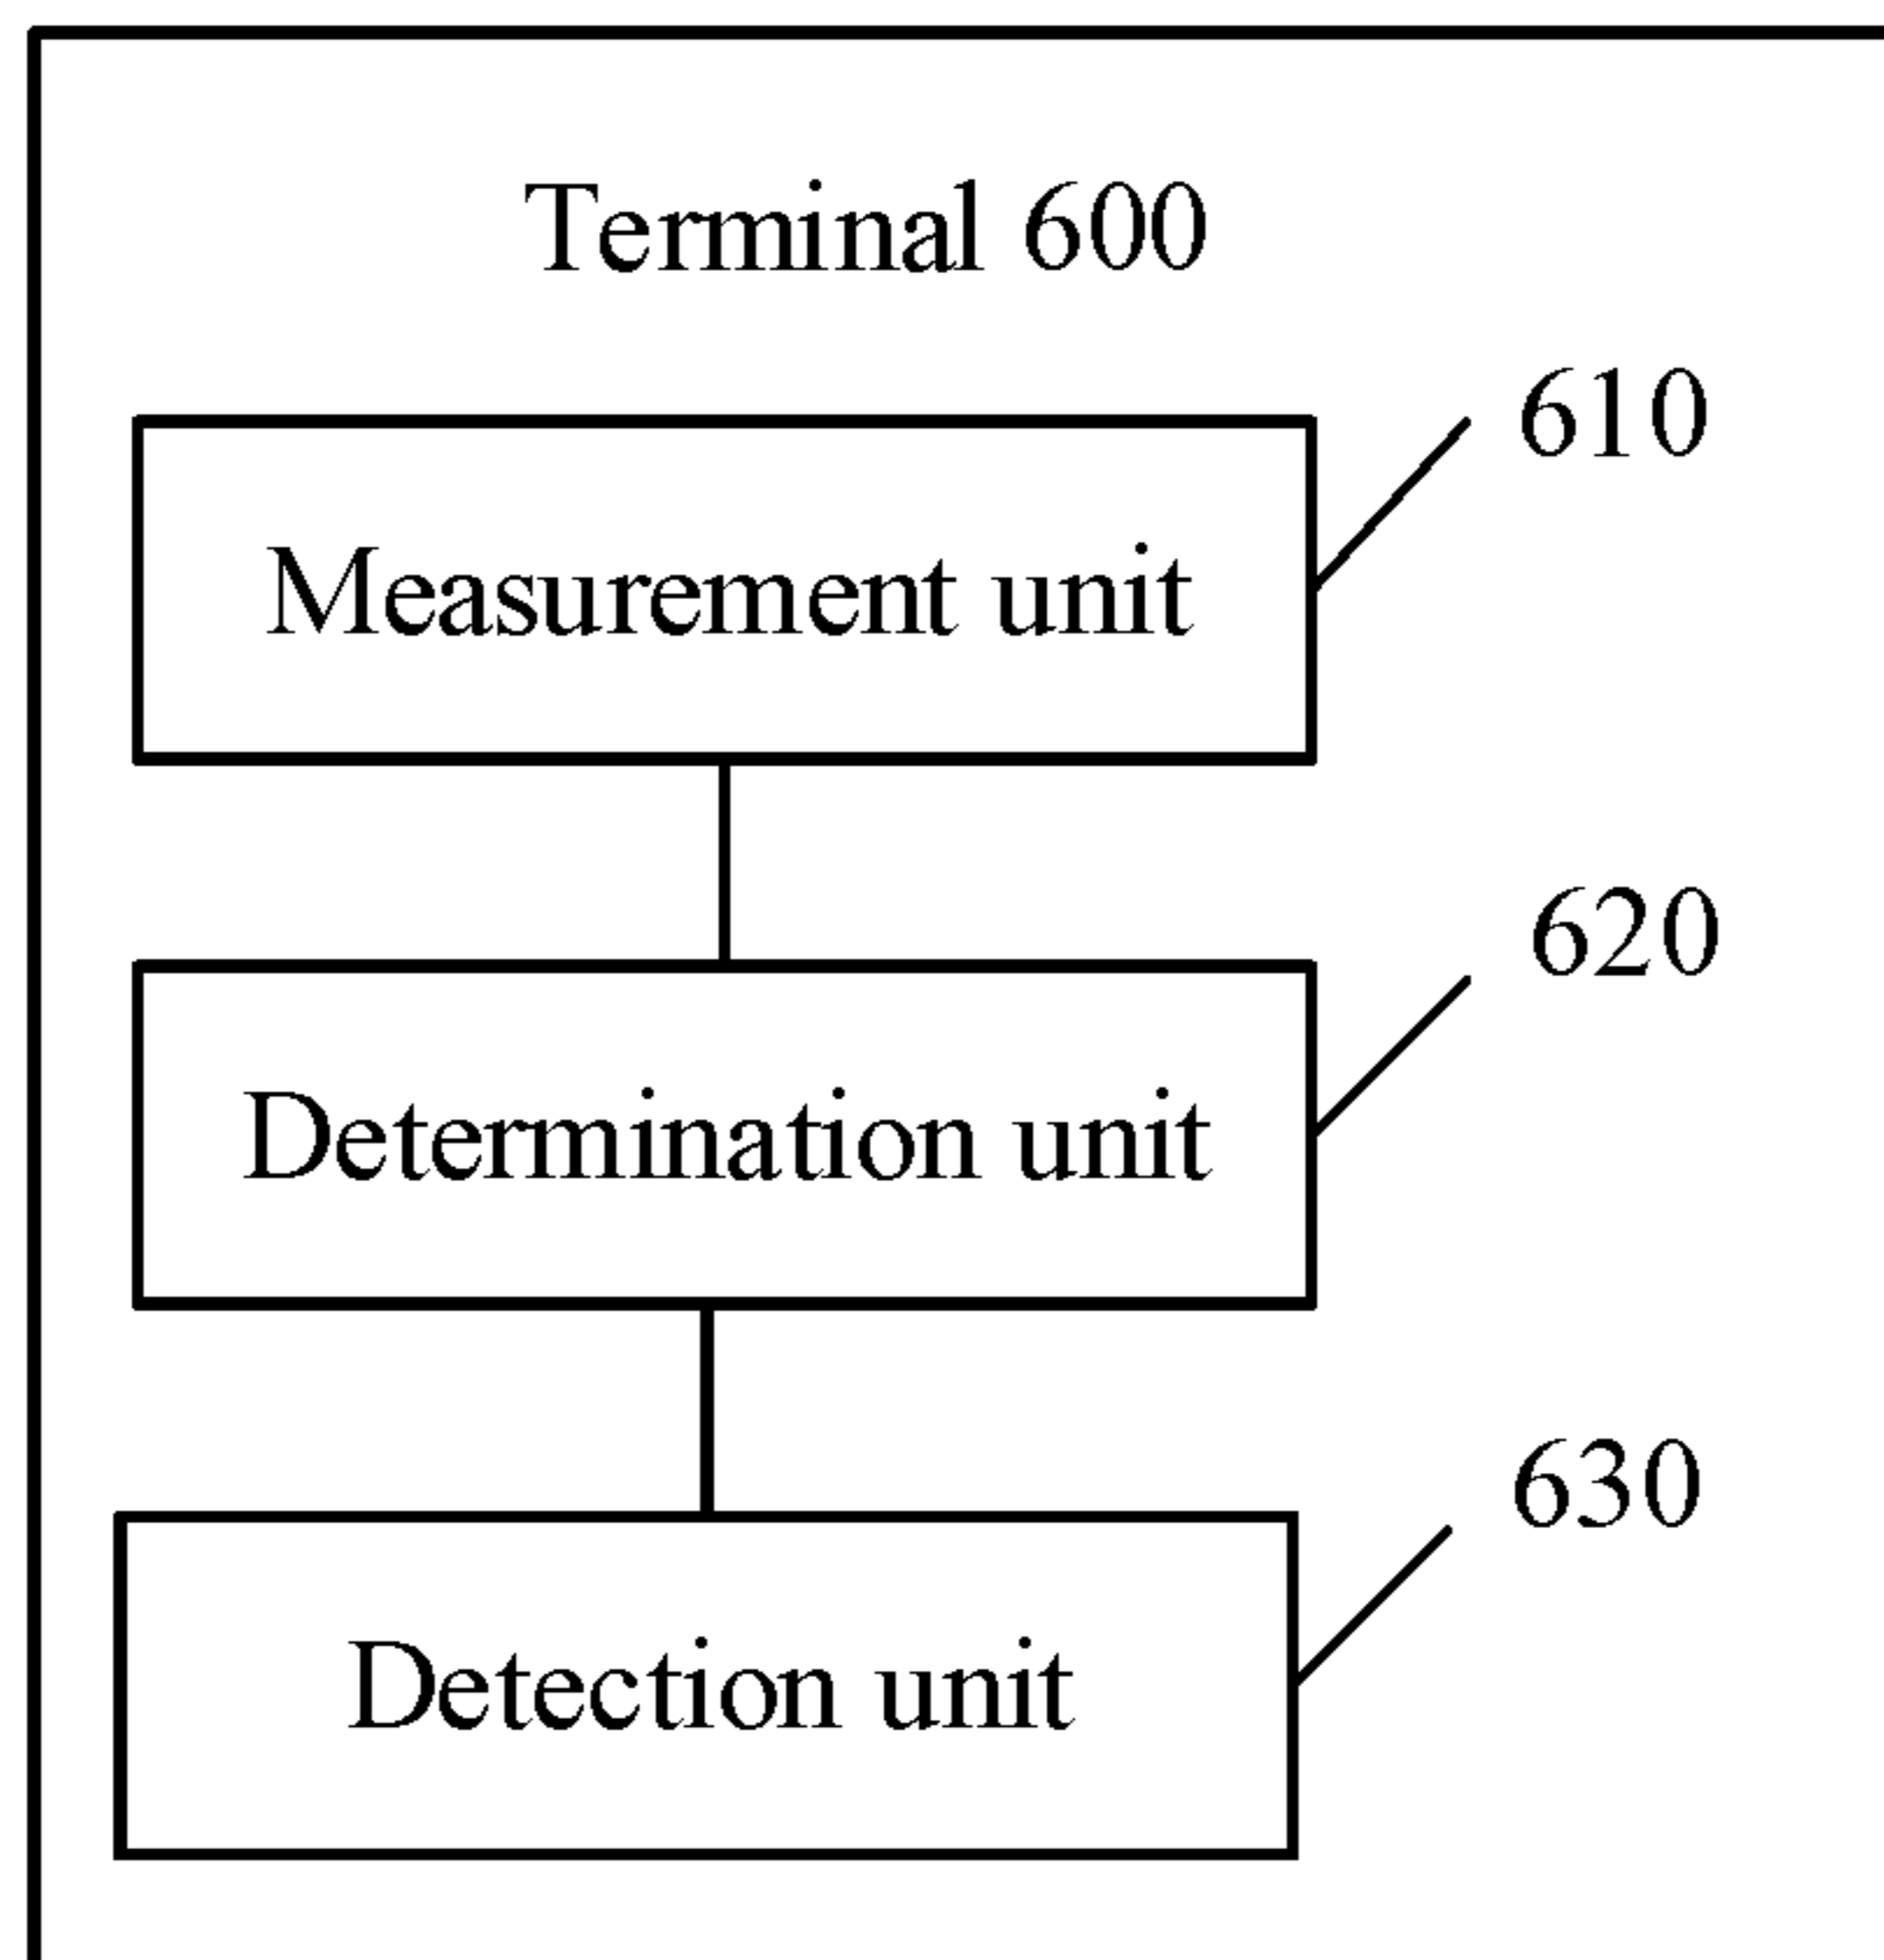 Terminal 600
610
Measurement unit
620
Determination unit
630
Detection unit